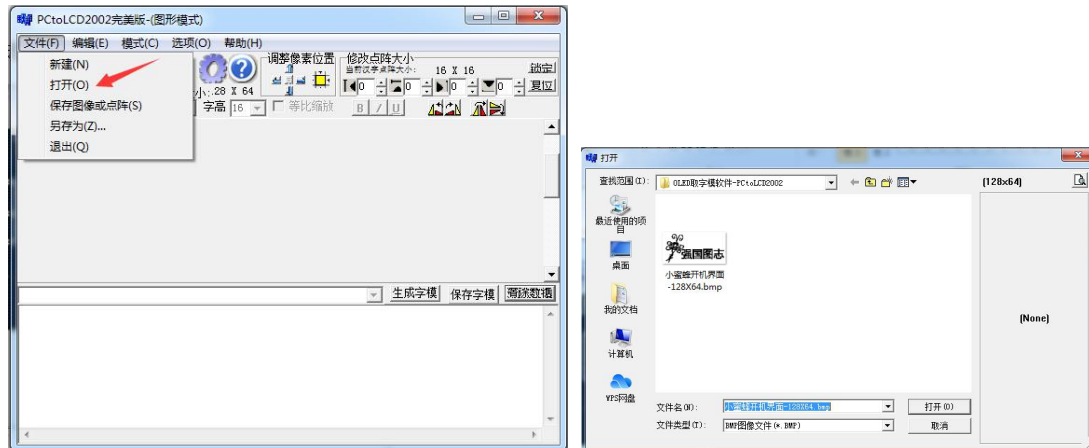 PCtoLCD2002完美版-(图形模式)
文件(F) 编辑(E) 模式(C) 选项(O) 帮助(H)
新建(N)
打开(O)
保存图像或点阵(S)
另存为(Z)...
退出(Q)
调整像素位置
修改点阵大小
当前汉字点阵大小: 16 X 16
锁定
0 0 0 0 复位
小:.28 X 64
字高 16 等比缩放 B I U
生成字模 保存字模
打开
查找范围(I): OLED取字模软件-PCtoLCD2002
(128x64)
最近使用的项目
桌面
我的文档
计算机
WPS网盘
强国图志
小蜜蜂开机界面
-128X64.bmp
(None)
文件名(N): 小蜜蜂开机界面-128X64.bmp 打开(O)
文件类型(T): BMP图像文件(*.BMP) 取消